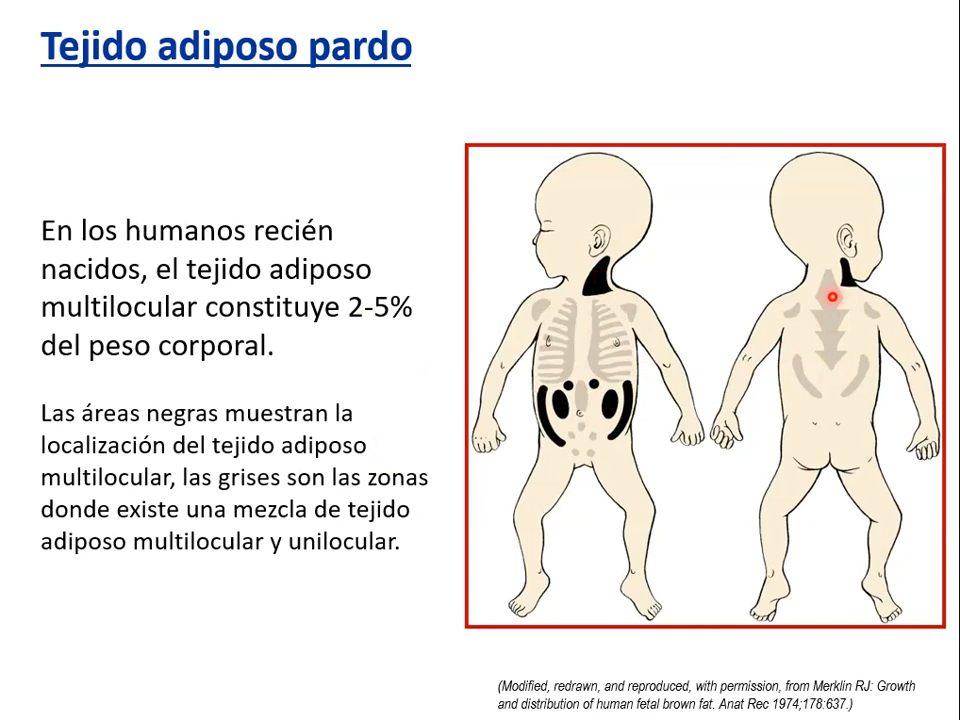 Tejido adiposo pardo
En los humanos recién
nacidos, el tejido adiposo
multilocular constituye 2-5%
del peso corporal.
Las áreas negras muestran la
localización del tejido adiposo
multilocular, las grises son las zonas
donde existe una mezcla de tejido
adiposo multilocular y unilocular.
(Modified, redrawn, and reproduced, with permission, from Merklin RJ: Growth
and distribution of human fetal brown fat. Anat Rec 1974;178:637.)